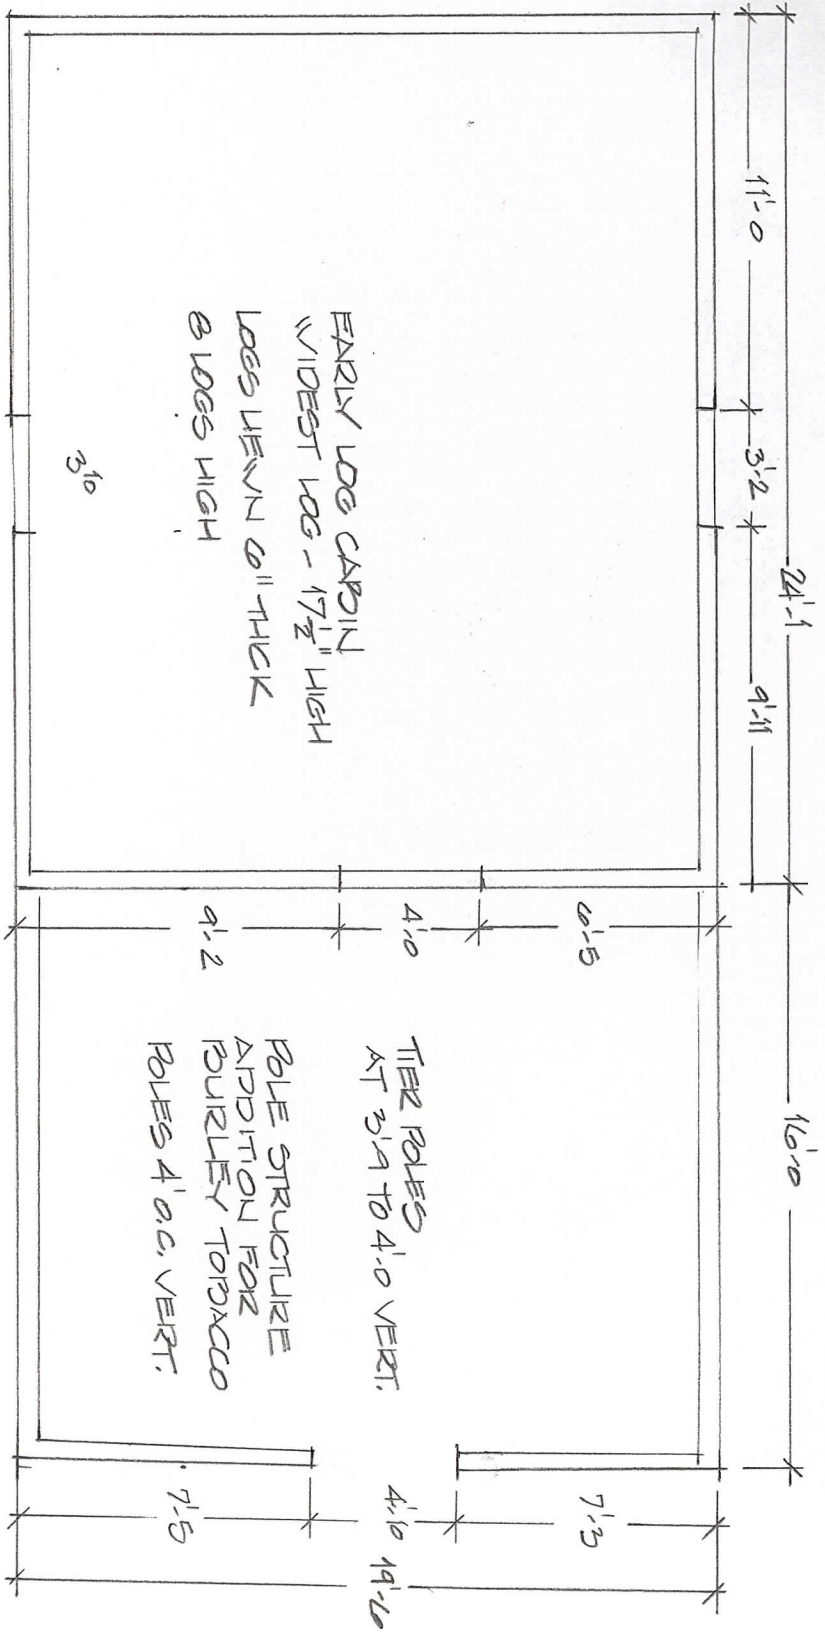 24'-1
16'-0
11'-0
3'-2
9'-11
EARLY LOG CABIN
WIDEST LOG - 17½" HIGH
LOGS HEWN 6" THICK
8 LOGS HIGH
6'-5
4'-0
9'-2
TIER POLES
AT 3'-9 TO 4'-0 VERT.
POLE STRUCTURE
ADDITION FOR
BURLEY TOBACCO
POLES 4' O.C. VERT.
7'-3
4'-10
7'-5
19'-6